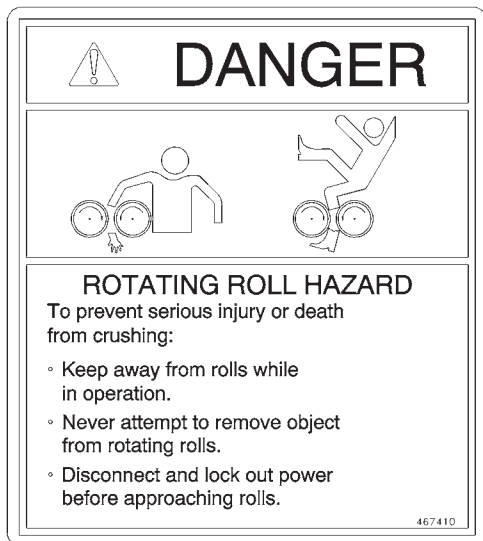 DANGER
ROTATING ROLL HAZARD
To prevent serious injury or death
from crushing:
◦ Keep away from rolls while
in operation.
◦ Never attempt to remove object
from rotating rolls.
◦ Disconnect and lock out power
before approaching rolls.
467410